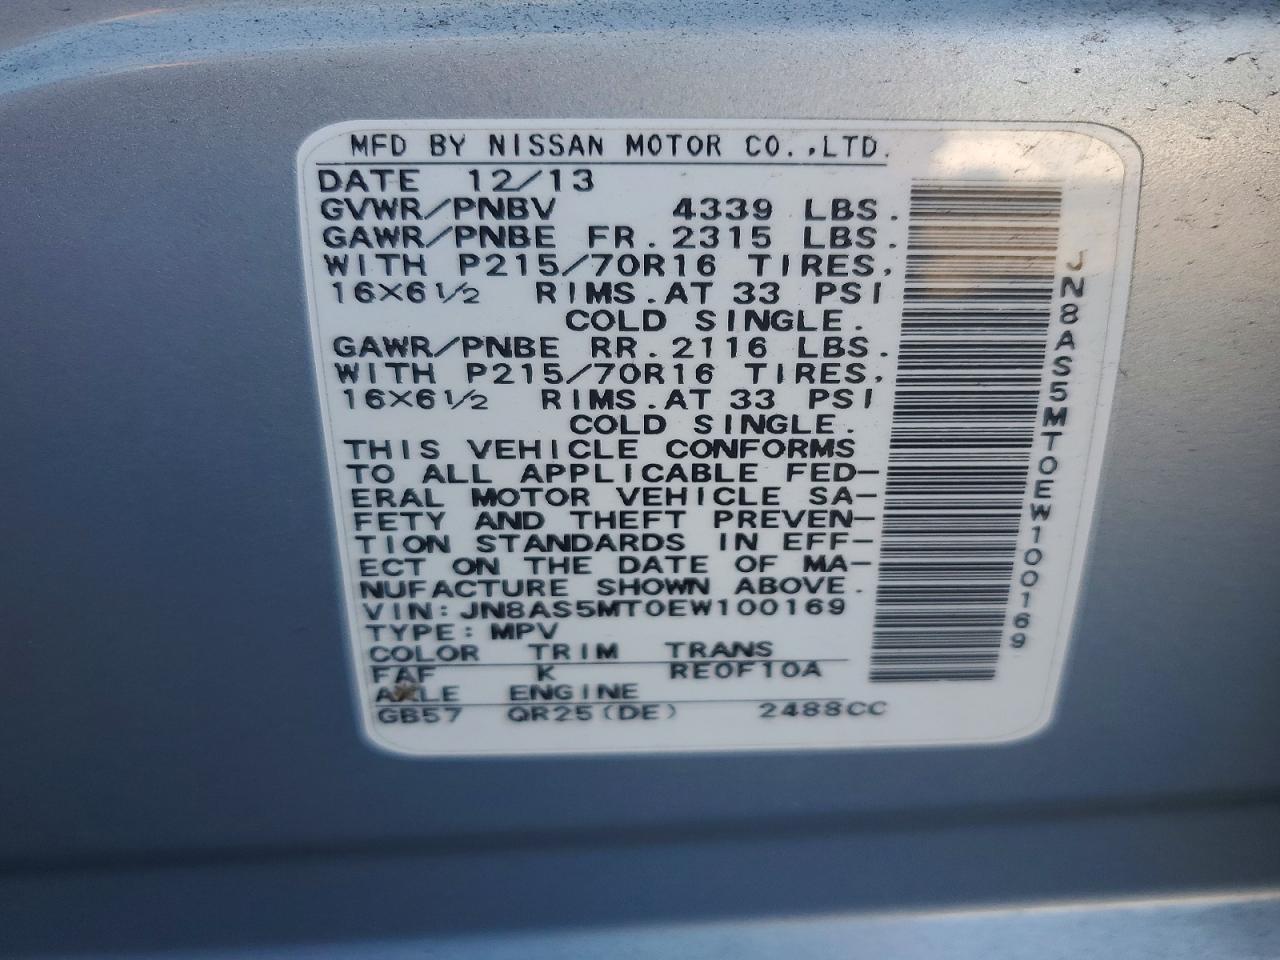 MFD BY NISSAN MOTOR CO.,LTD.
DATE 12/13
GVWR/PNBV 4339 LBS.
GAWR/PNBE FR. 2315 LBS.
WITH P215/70R16 TIRES,
16X6 1/2 RIMS.AT 33 PSI
COLD SINGLE.
GAWR/PNBE RR. 2116 LBS.
WITH P215/70R16 TIRES,
16X6 1/2 RIMS.AT 33 PSI
COLD SINGLE.
THIS VEHICLE CONFORMS
TO ALL APPLICABLE FED-
ERAL MOTOR VEHICLE SA-
FETY AND THEFT PREVEN-
TION STANDARDS IN EFF-
ECT ON THE DATE OF MA-
NUFACTURE SHOWN ABOVE.
VIN: JN8AS5MT0EW100169
TYPE: MPV
COLOR TRIM TRANS
FAF K RE0F10A
AXLE ENGINE
GB57 QR25(DE) 2488CC
JN8AS5MT0EW100169